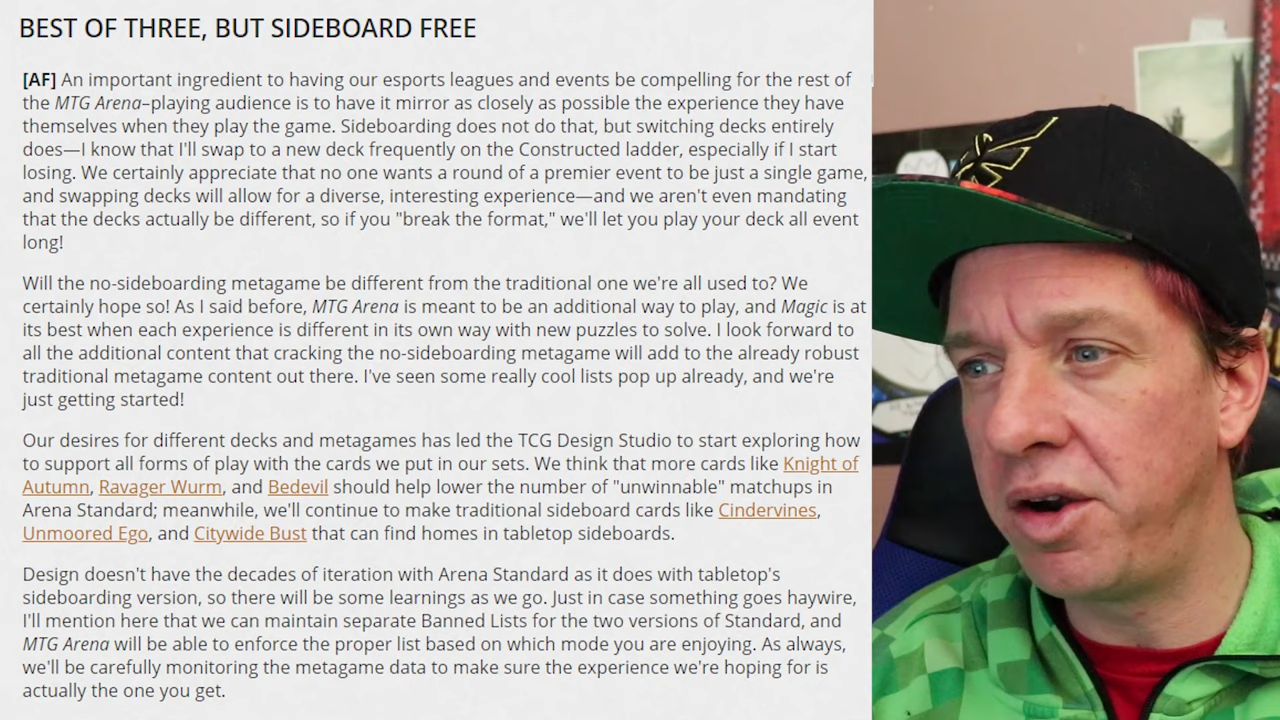 BEST OF THREE, BUT SIDEBOARD FREE
[AF] An important ingredient to having our esports leagues and events be compelling for the rest of
the MTG Arena–playing audience is to have it mirror as closely as possible the experience they have
themselves when they play the game. Sideboarding does not do that, but switching decks entirely
does—I know that I'll swap to a new deck frequently on the Constructed ladder, especially if I start
losing. We certainly appreciate that no one wants a round of a premier event to be just a single game,
and swapping decks will allow for a diverse, interesting experience—and we aren't even mandating
that the decks actually be different, so if you "break the format," we'll let you play your deck all event
long!
Will the no-sideboarding metagame be different from the traditional one we're all used to? We
certainly hope so! As I said before, MTG Arena is meant to be an additional way to play, and Magic is at
its best when each experience is different in its own way with new puzzles to solve. I look forward to
all the additional content that cracking the no-sideboarding metagame will add to the already robust
traditional metagame content out there. I've seen some really cool lists pop up already, and we're
just getting started!
Our desires for different decks and metagames has led the TCG Design Studio to start exploring how
to support all forms of play with the cards we put in our sets. We think that more cards like Knight of
Autumn, Ravager Wurm, and Bedevil should help lower the number of "unwinnable" matchups in
Arena Standard; meanwhile, we'll continue to make traditional sideboard cards like Cindervines,
Unmoored Ego, and Citywide Bust that can find homes in tabletop sideboards.
Design doesn't have the decades of iteration with Arena Standard as it does with tabletop's
sideboarding version, so there will be some learnings as we go. Just in case something goes haywire,
I'll mention here that we can maintain separate Banned Lists for the two versions of Standard, and
MTG Arena will be able to enforce the proper list based on which mode you are enjoying. As always,
we'll be carefully monitoring the metagame data to make sure the experience we're hoping for is
actually the one you get.